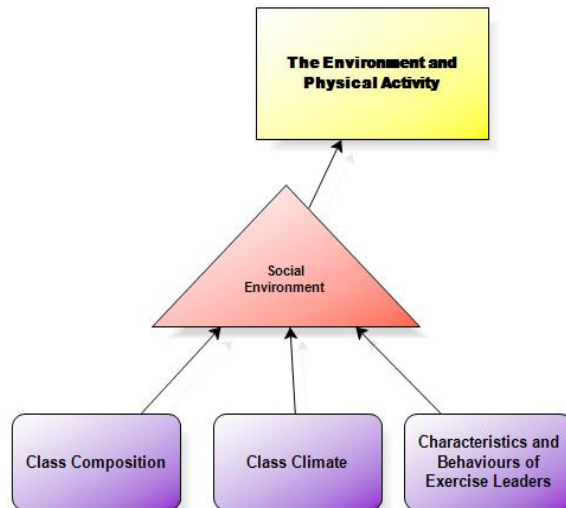 The Environment and
Physical Activity
Social
Environment
Class Composition
Class Climate
Characteristics and
Behaviours of
Exercise Leaders